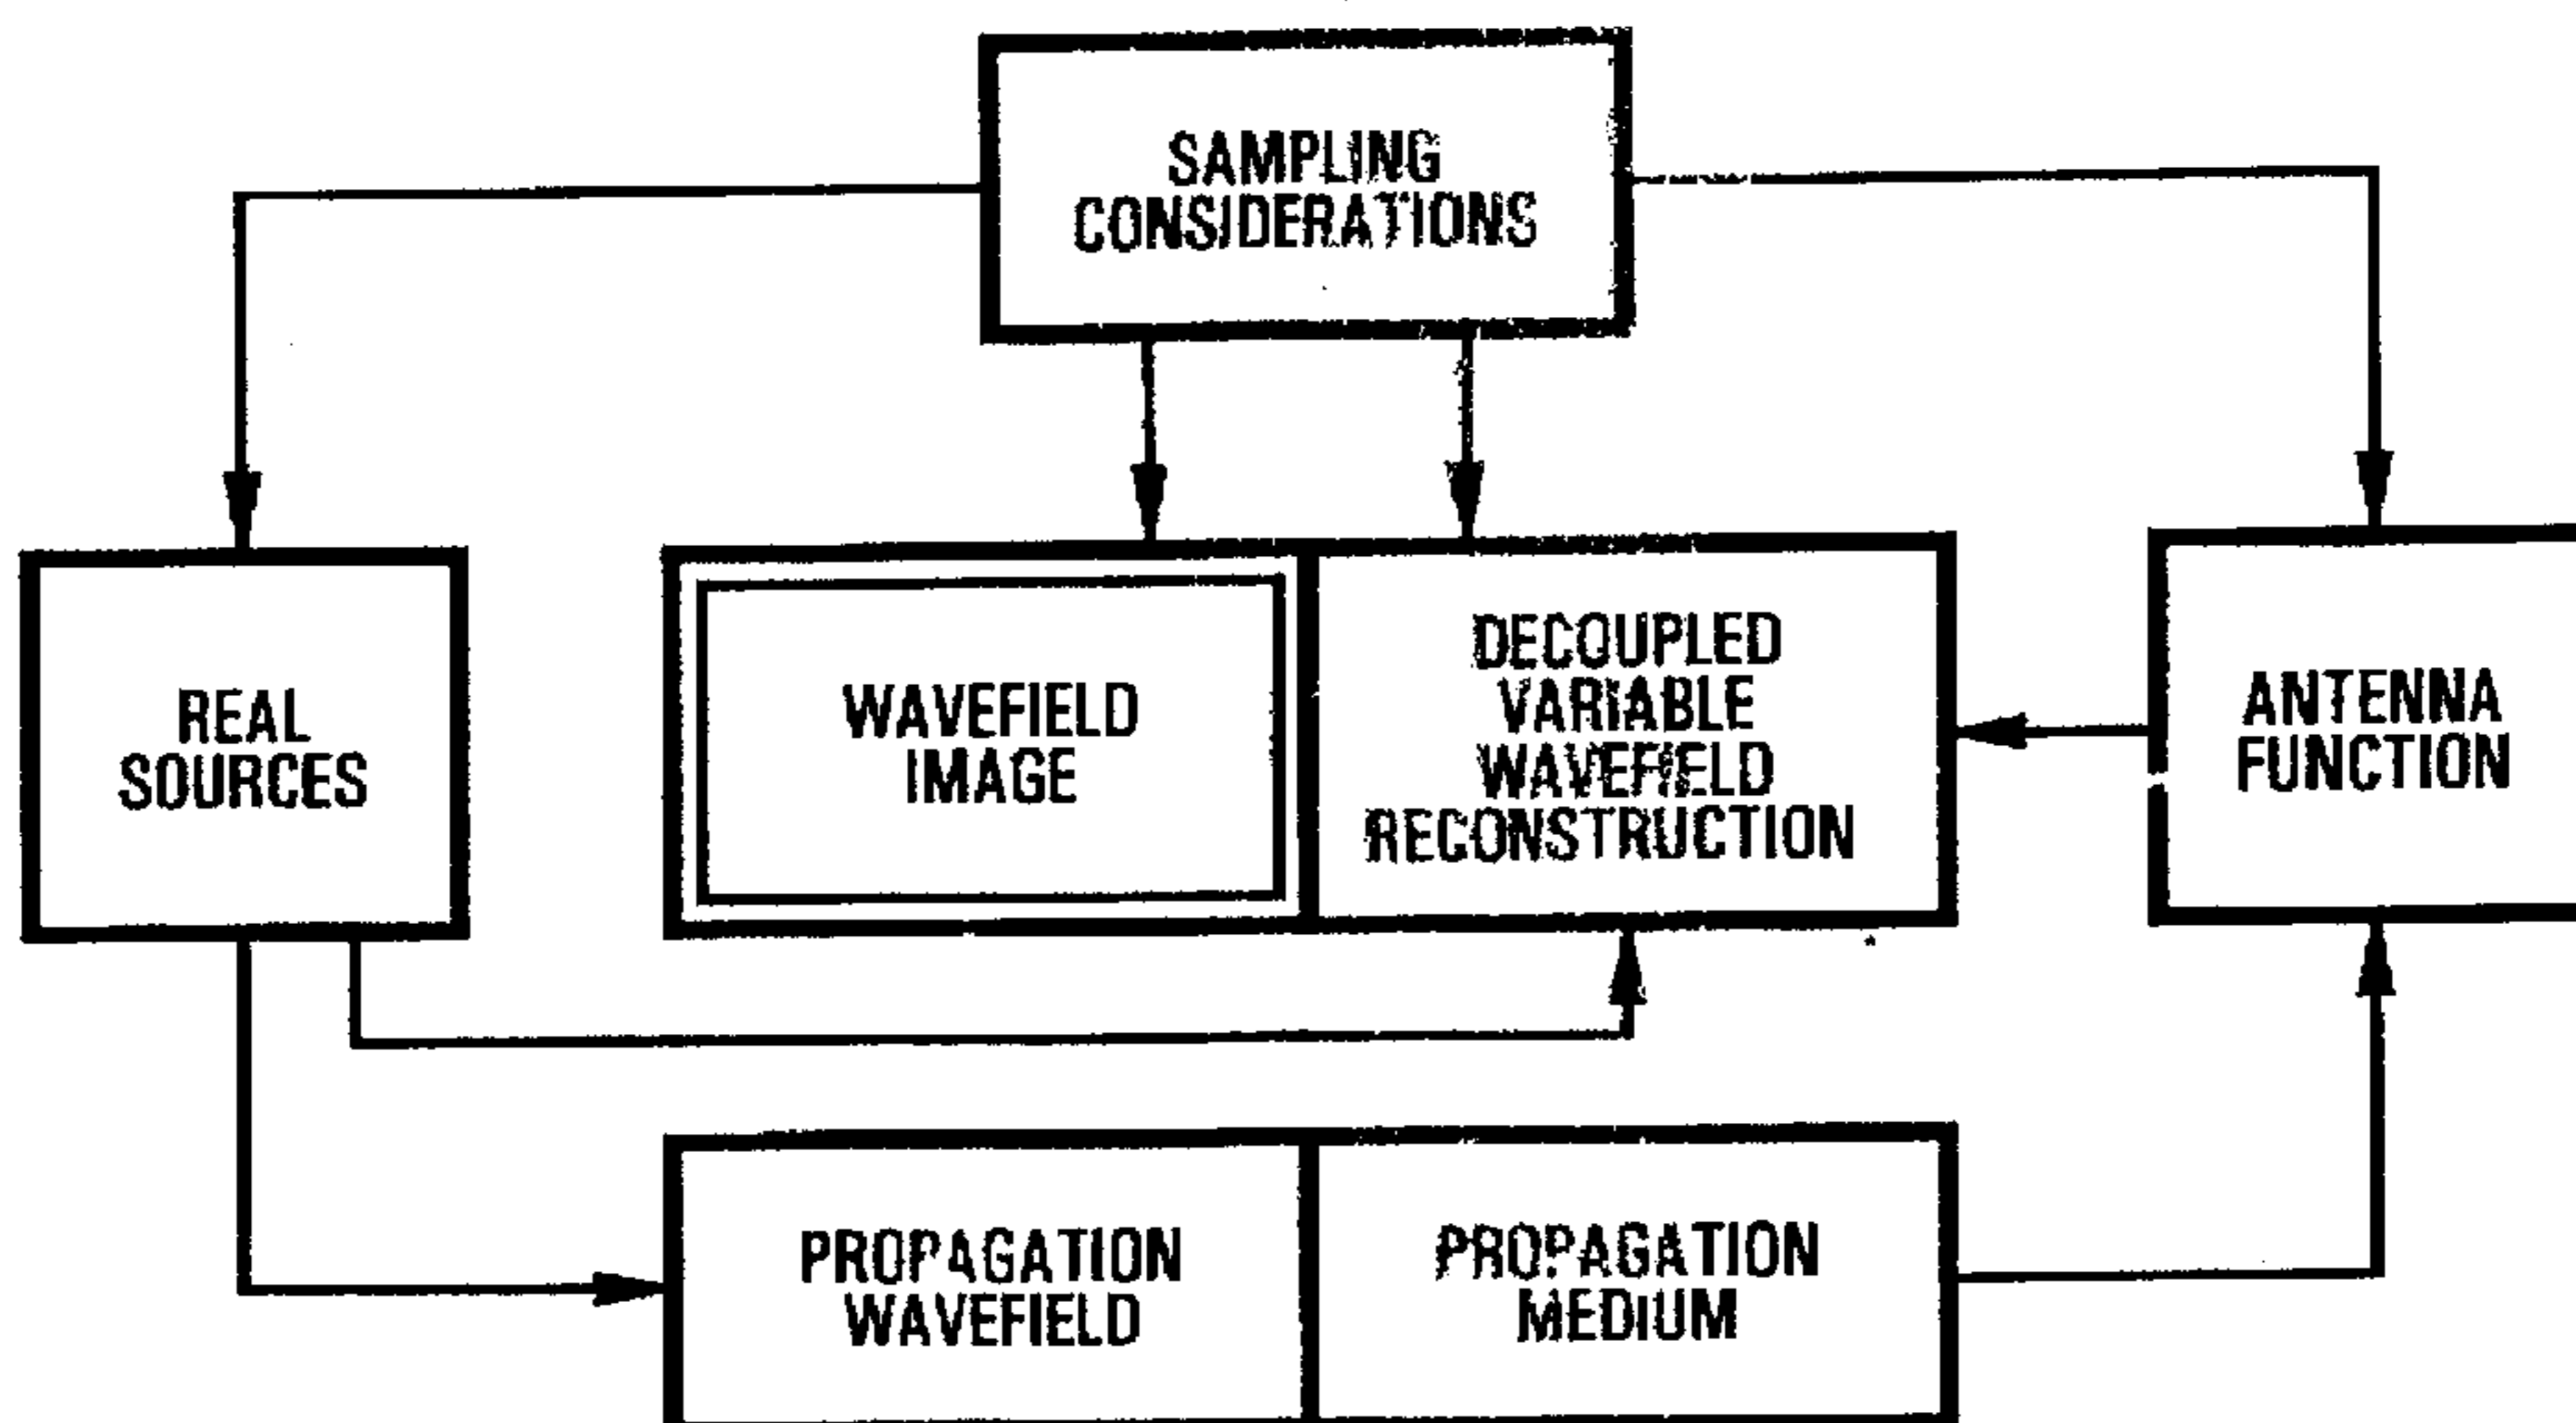 SAMPLING
CONSIDERATIONS
REAL
SOURCES
WAVEFIELD
IMAGE
DECOUPLED
VARIABLE
WAVEFIELD
RECONSTRUCTION
ANTENNA
FUNCTION
PROPAGATION
WAVEFIELD
PROPAGATION
MEDIUM